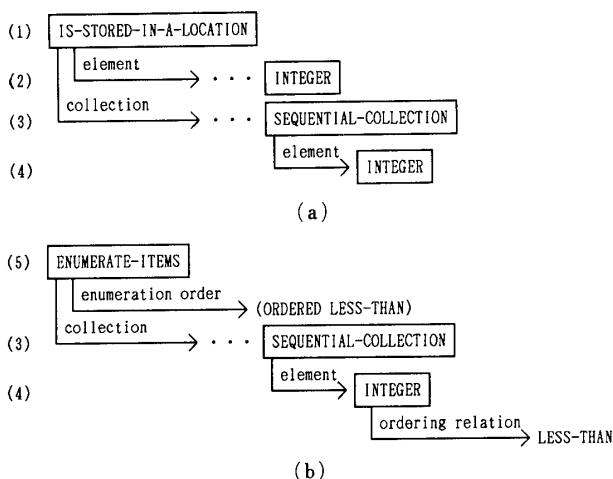 (1) IS-STORED-IN-A-LOCATION
element
(2) · · · INTEGER
collection
(3) · · · SEQUENTIAL-COLLECTION
element
(4) INTEGER
(a)
(5) ENUMERATE-ITEMS
enumeration order
(ORDERED LESS-THAN)
collection
(3) · · · SEQUENTIAL-COLLECTION
element
(4) INTEGER
ordering relation
LESS-THAN
(b)